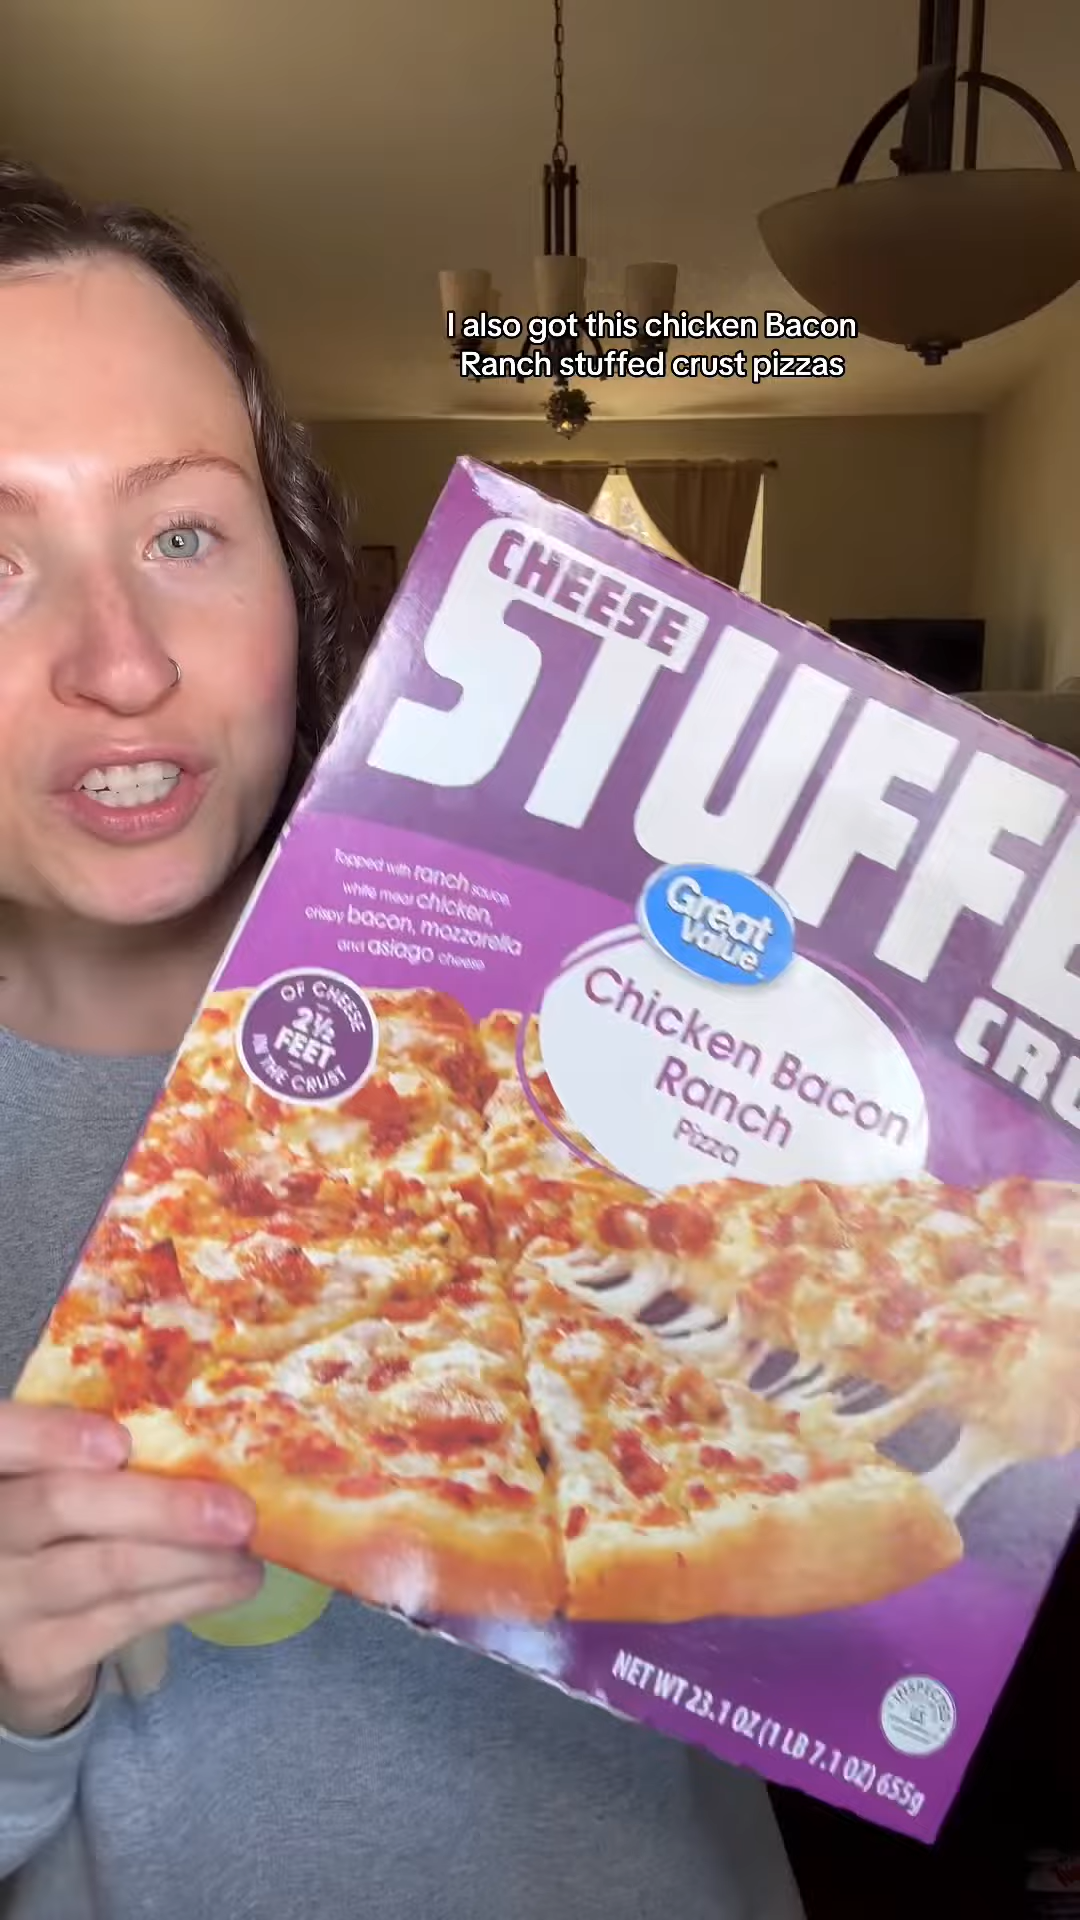 I also got this chicken Bacon
Ranch stuffed crust pizzas
CHEESE
STUFFE
CRU
Topped with ranch sauce,
white meat chicken,
crispy bacon, mozzarella
and asiago cheese
Great
Value
Chicken Bacon
Ranch
Pizza
OF CHEESE
2½
FEET
IN THE CRUST
NET WT 23.1 OZ (1 LB 7.1 OZ) 655g
INSPECTED
U.S.